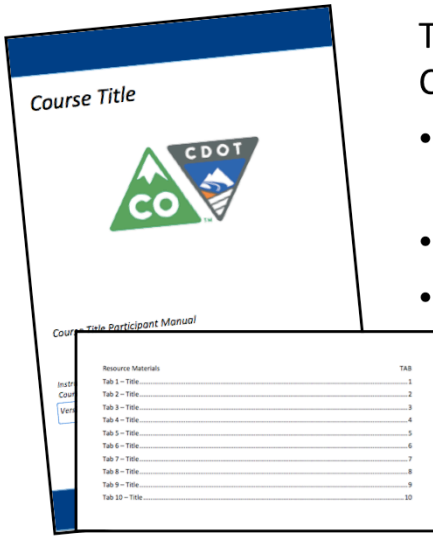 Course Title
CDOT
CO
TM
Course Title Participant Manual
Resource Materials TAB
Tab 1 – Title 1
Tab 2 – Title 2
Tab 3 – Title 3
Tab 4 – Title 4
Tab 5 – Title 5
Tab 6 – Title 6
Tab 7 – Title 7
Tab 8 – Title 8
Tab 9 – Title 9
Tab 10 – Title 10